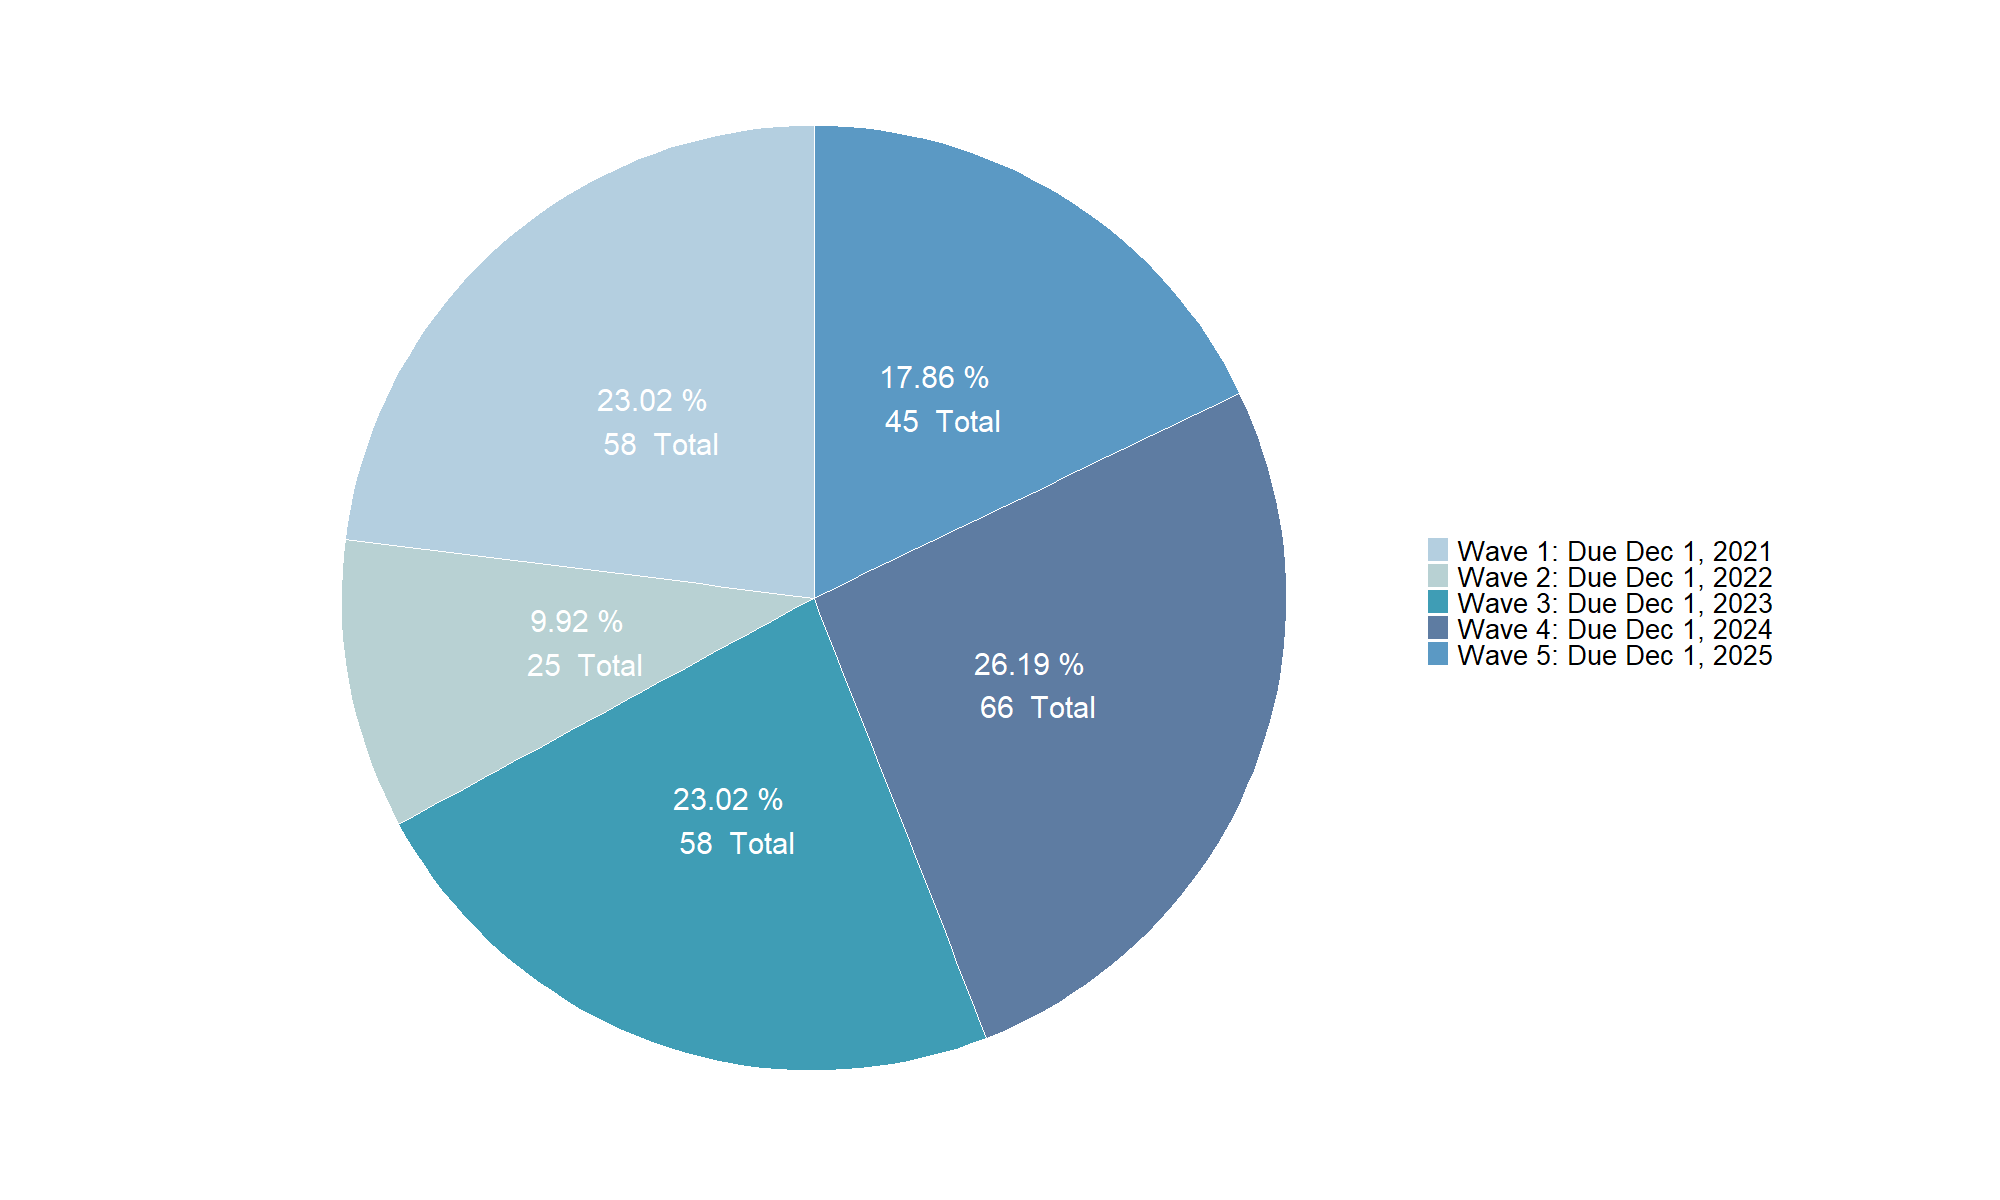 17.86 %
45  Total
23.02 %
58  Total
9.92 %
25  Total
26.19 %
66  Total
23.02 %
58  Total
Wave 1: Due Dec 1, 2021
Wave 2: Due Dec 1, 2022
Wave 3: Due Dec 1, 2023
Wave 4: Due Dec 1, 2024
Wave 5: Due Dec 1, 2025